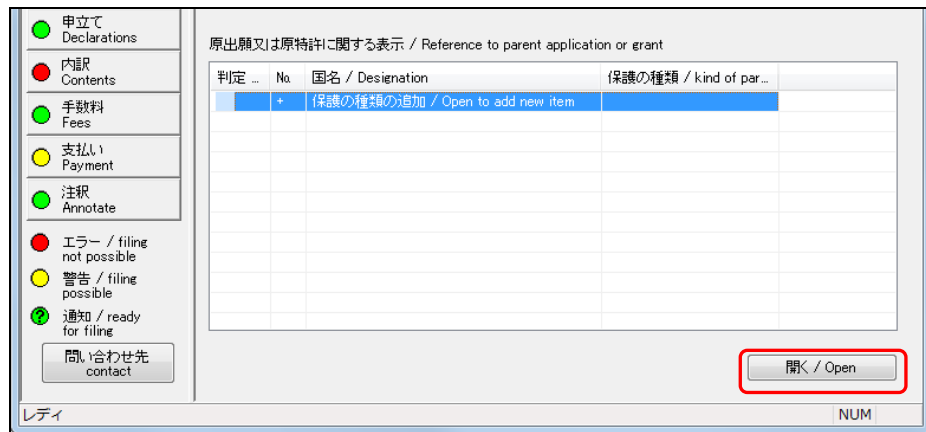 申立て
Declarations
内訳
Contents
手数料
Fees
支払い
Payment
注釈
Annotate
エラー / filing
not possible
警告 / filing
possible
? 通知 / ready
for filing
問い合わせ先
contact
原出願又は原特許に関する表示 / Reference to parent application or grant
判定 ... No. 国名 / Designation 保護の種類 / kind of par...
+ 保護の種類の追加 / Open to add new item
開く / Open
レディ NUM